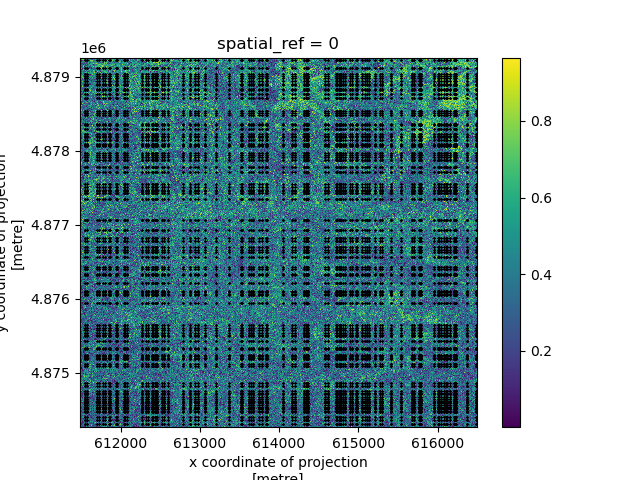 spatial_ref = 0
1e6
4.879
4.878
4.877
4.876
4.875
y coordinate of projection
[metre]
612000 613000 614000 615000 616000
x coordinate of projection
[metre]
0.8
0.6
0.4
0.2